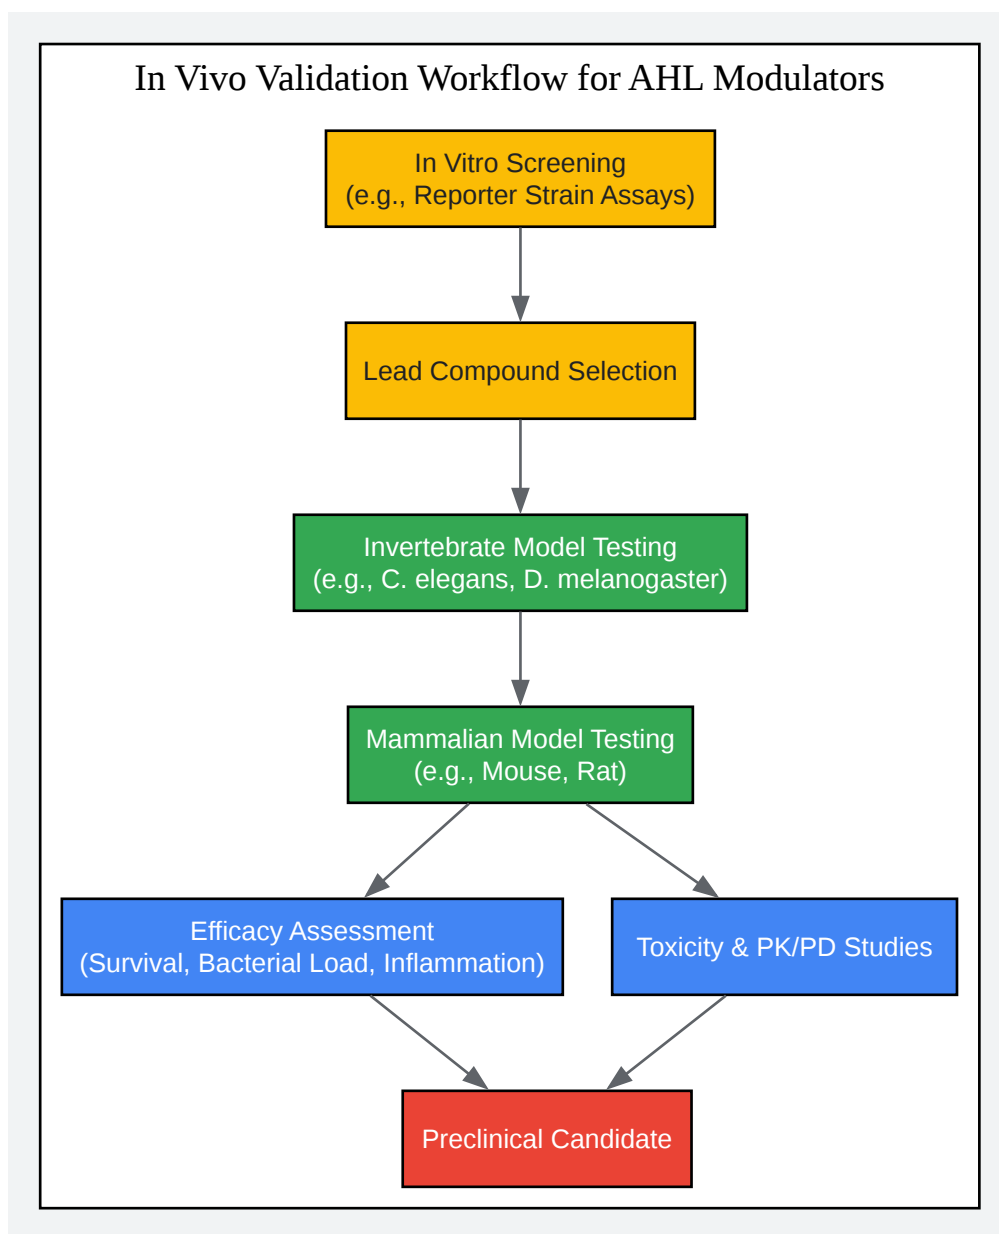 In Vivo Validation Workflow for AHL Modulators
In Vitro Screening
(e.g., Reporter Strain Assays)
Lead Compound Selection
Invertebrate Model Testing
(e.g., C. elegans, D. melanogaster)
Mammalian Model Testing
(e.g., Mouse, Rat)
Efficacy Assessment
(Survival, Bacterial Load, Inflammation)
Toxicity & PK/PD Studies
Preclinical Candidate